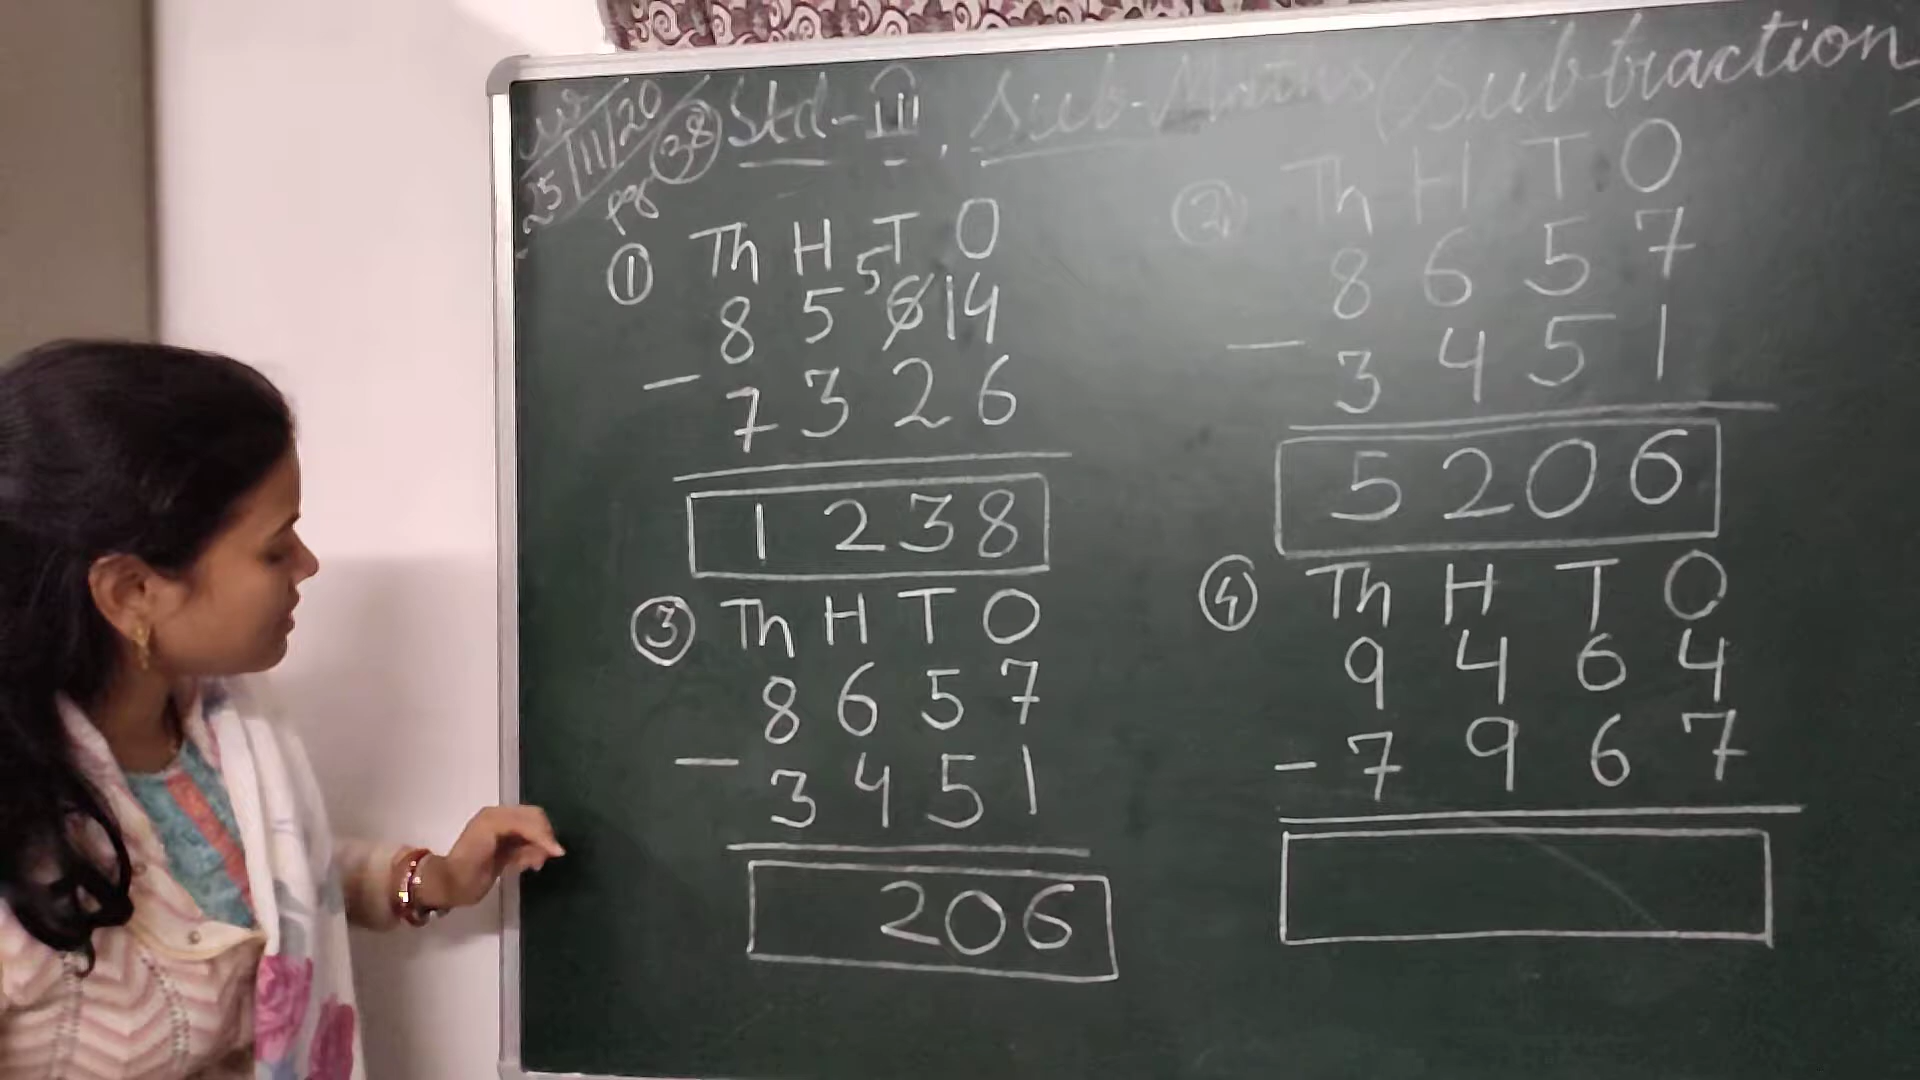 25/11/20
pg 38 Std-III, Sub-Maths (Subtraction
① Th H T O
5
8 5 6 14
- 7 3 2 6
1 2 3 8
② Th H T O
8 6 5 7
- 3 4 5 1
5 2 0 6
③ Th H T O
8 6 5 7
- 3 4 5 1
2 0 6
④ Th H T O
9 4 6 4
- 7 9 6 7